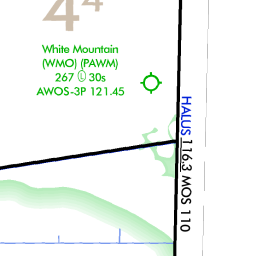 4⁴
White Mountain
(WMO) (PAWM)
267 Ⓛ 30s
AWOS-3P 121.45
HALUS
116.3 MOS 110